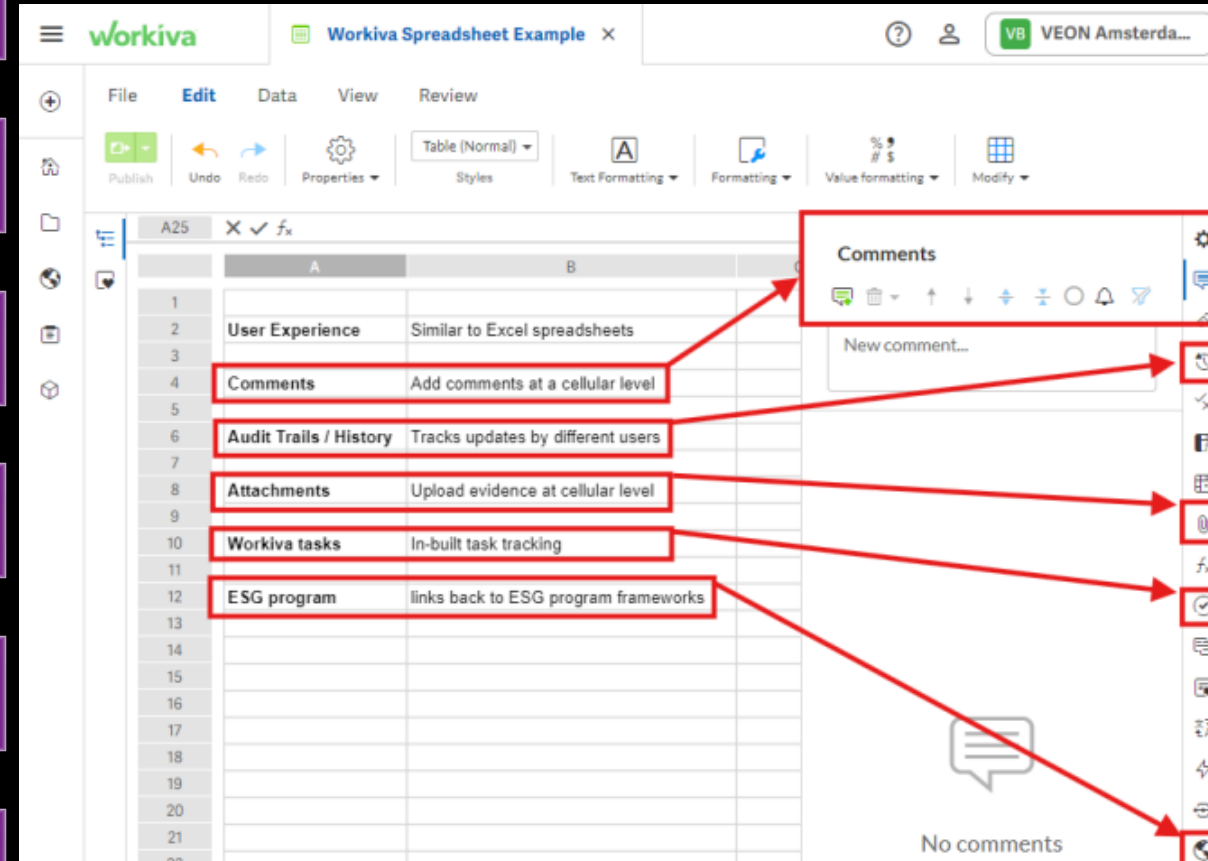 workiva
Workiva Spreadsheet Example
VB VEON Amsterda...
File Edit Data View Review
Publish Undo Redo Properties Table (Normal) Styles Text Formatting Formatting Value formatting Modify
A25 fx
A B
Comments
New comment...
1
2 User Experience Similar to Excel spreadsheets
3
4 Comments Add comments at a cellular level
5
6 Audit Trails / History Tracks updates by different users
7
8 Attachments Upload evidence at cellular level
9
10 Workiva tasks In-built task tracking
11
12 ESG program links back to ESG program frameworks
13
14
15
16
17
18
19
20
21
No comments